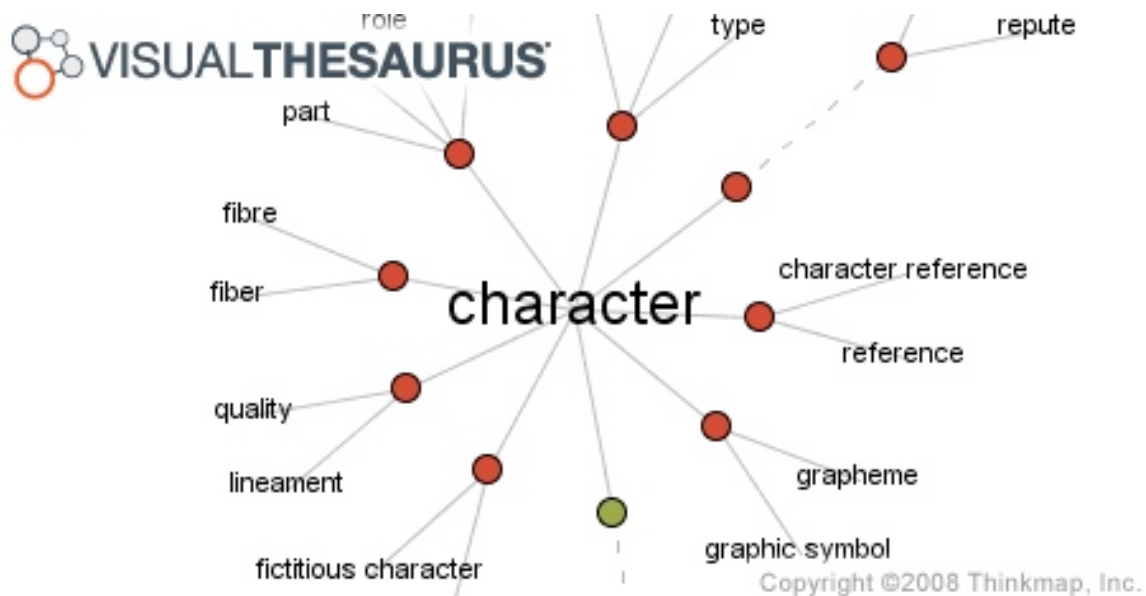 role
type
repute
VISUALTHESAURUS
part
fibre
character reference
fiber
character
reference
quality
grapheme
lineament
graphic symbol
fictitious character
Copyright ©2008 Thinkmap, Inc.